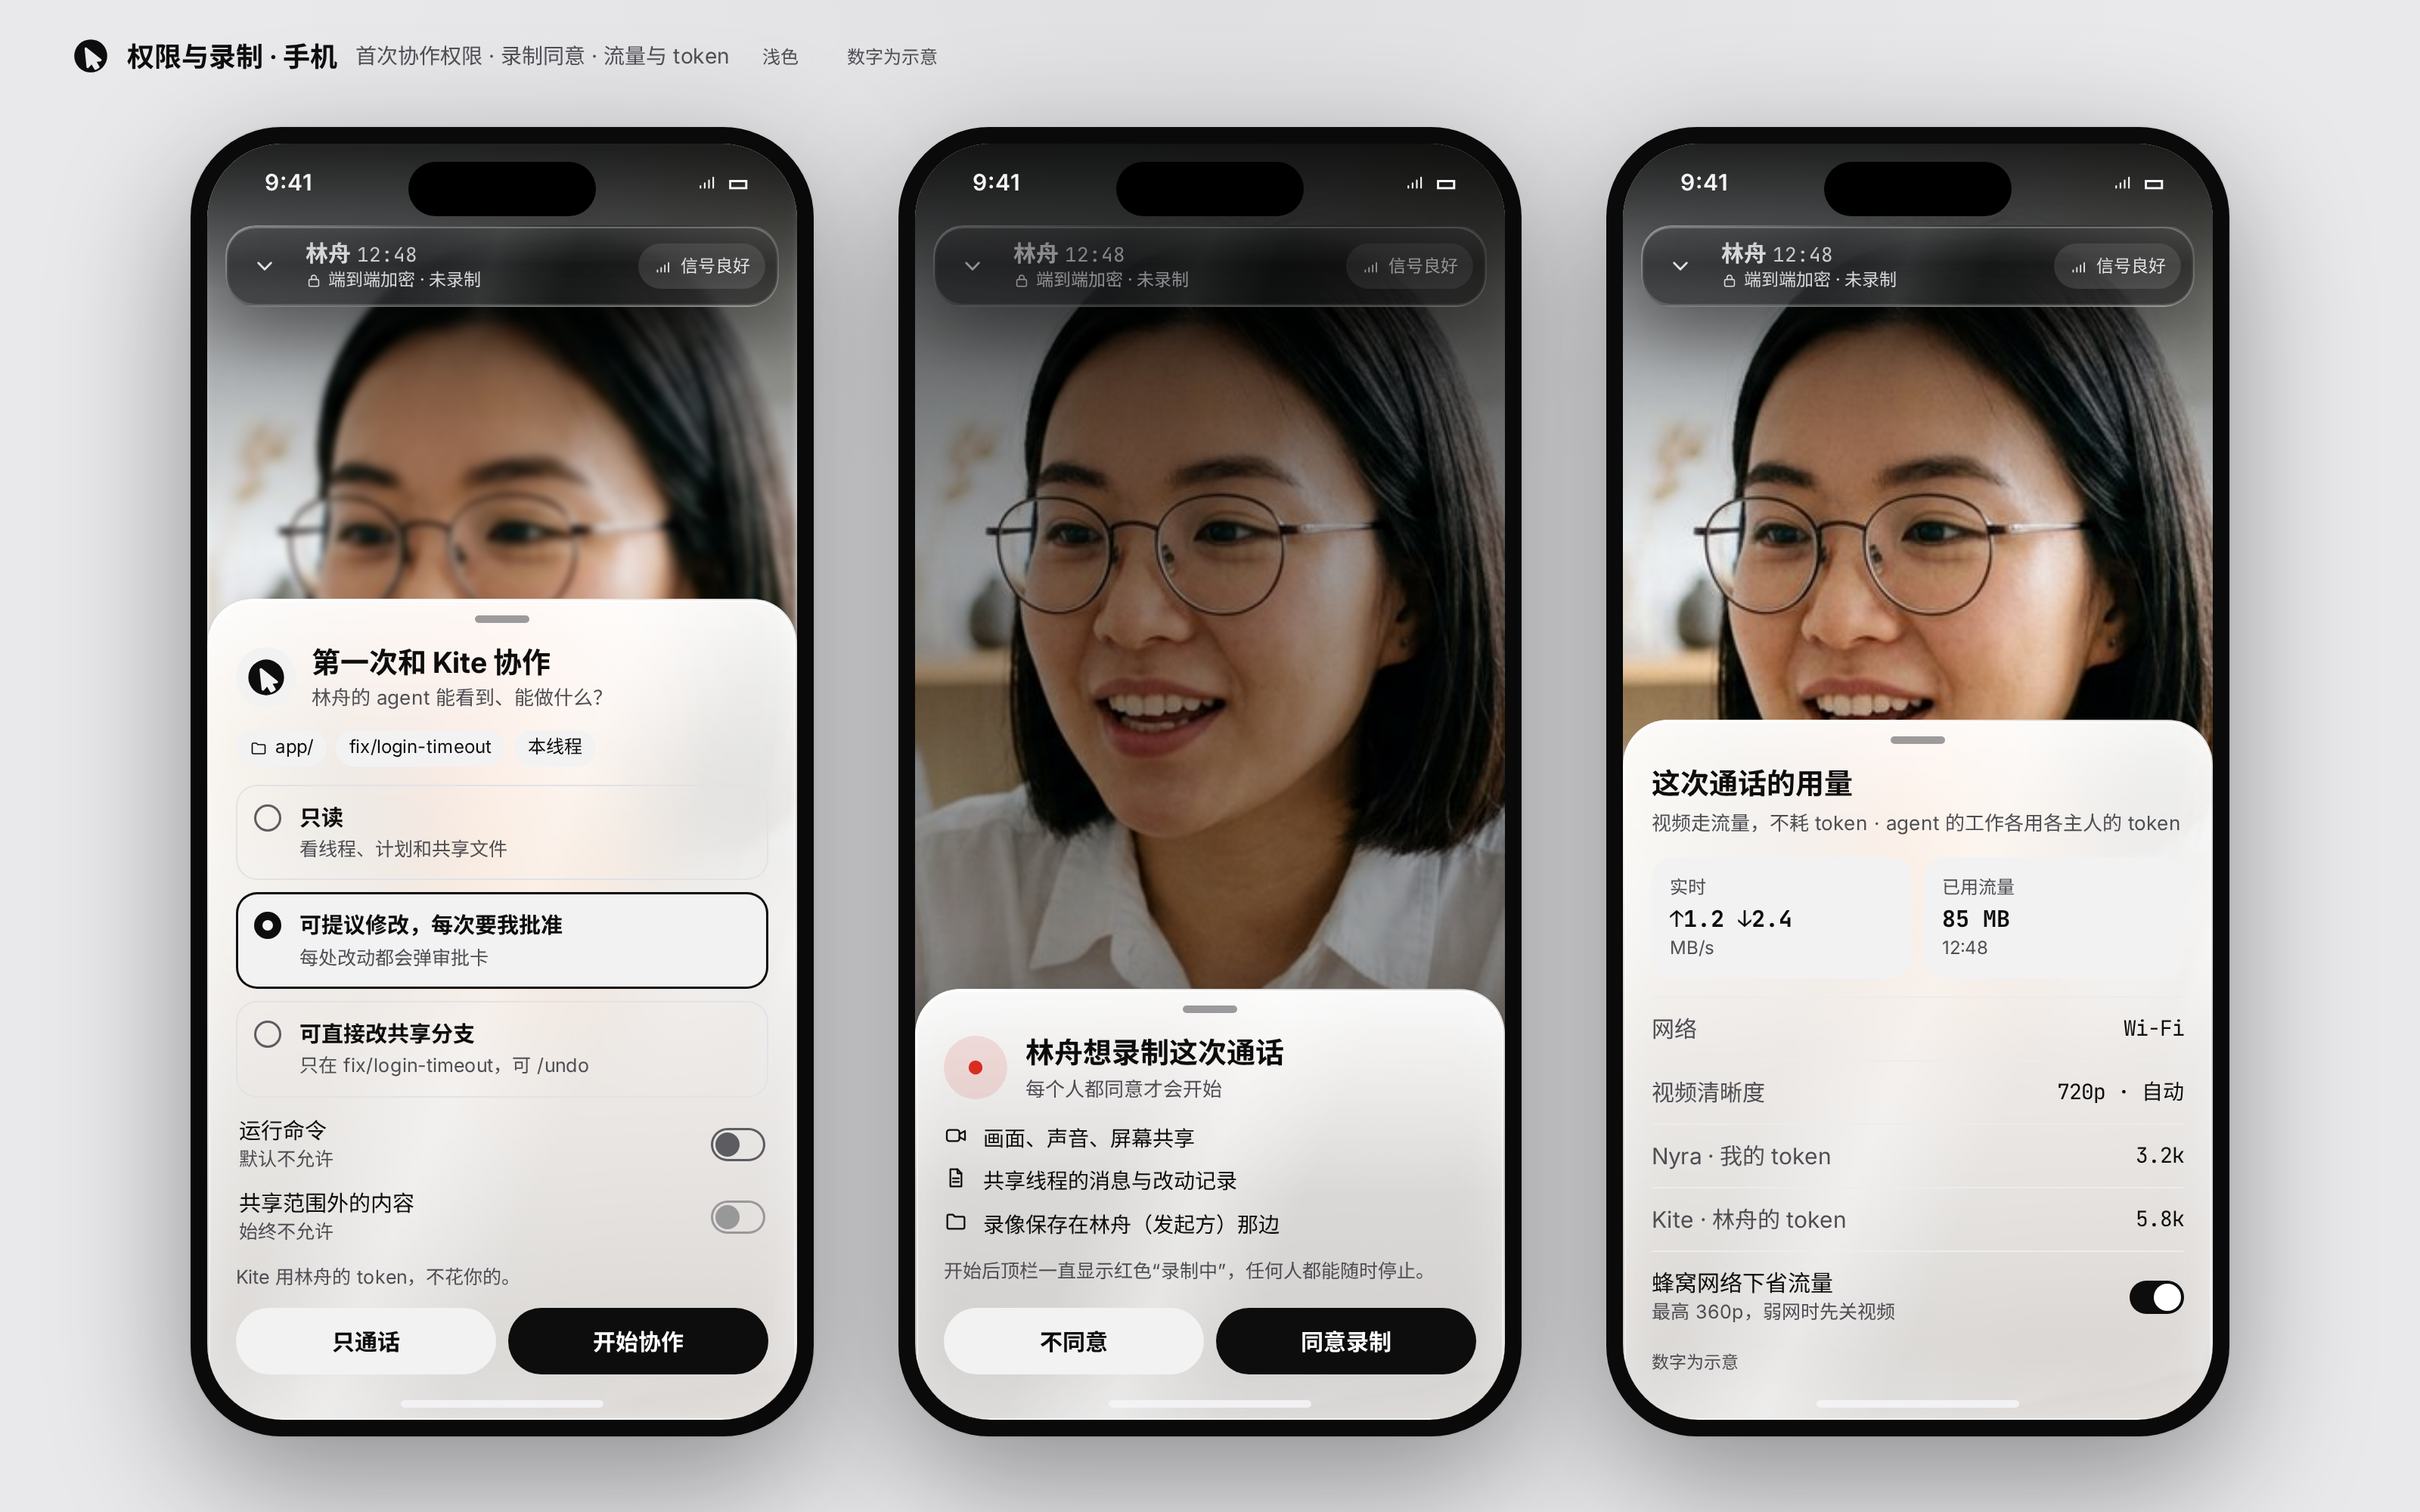 权限与录制 · 手机 首次协作权限 · 录制同意 · 流量与 token 浅色 数字为示意
9:41
林舟 12:48
端到端加密 · 未录制
信号良好
第一次和 Kite 协作
林舟的 agent 能看到、能做什么？
app/ fix/login-timeout 本线程
只读
看线程、计划和共享文件
可提议修改，每次要我批准
每处改动都会弹审批卡
可直接改共享分支
只在 fix/login-timeout，可 /undo
运行命令
默认不允许
共享范围外的内容
始终不允许
Kite 用林舟的 token，不花你的。
只通话 开始协作
9:41
林舟 12:48
端到端加密 · 未录制
信号良好
林舟想录制这次通话
每个人都同意才会开始
画面、声音、屏幕共享
共享线程的消息与改动记录
录像保存在林舟（发起方）那边
开始后顶栏一直显示红色“录制中”，任何人都能随时停止。
不同意 同意录制
9:41
林舟 12:48
端到端加密 · 未录制
信号良好
这次通话的用量
视频走流量，不耗 token · agent 的工作各用各主人的 token
实时
↑1.2 ↓2.4
MB/s
已用流量
85 MB
12:48
网络 Wi-Fi
视频清晰度 720p · 自动
Nyra · 我的 token 3.2k
Kite · 林舟的 token 5.8k
蜂窝网络下省流量
最高 360p，弱网时先关视频
数字为示意